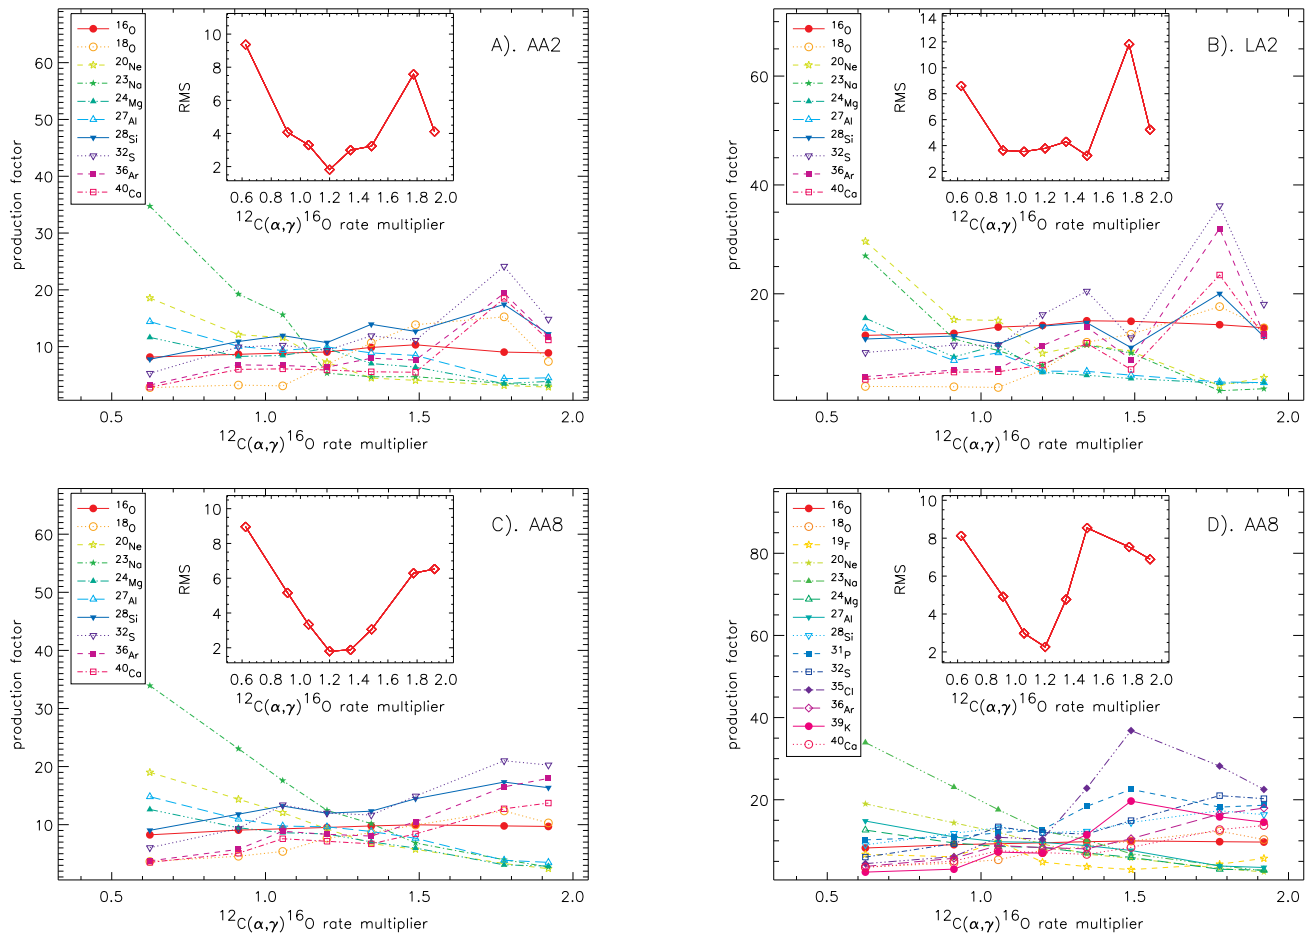 A). AA2
production factor
60
50
40
30
20
10
0.5 1.0 1.5 2.0
¹²C(α,γ)¹⁶O rate multiplier
¹⁶O
¹⁸O
²⁰Ne
²³Na
²⁴Mg
²⁷Al
²⁸Si
³²S
³⁶Ar
⁴⁰Ca
RMS
10
8
6
4
2
0.6 0.8 1.0 1.2 1.4 1.6 1.8 2.0
¹²C(α,γ)¹⁶O rate multiplier
B). LA2
production factor
60
50
40
30
20
10
0.5 1.0 1.5 2.0
¹²C(α,γ)¹⁶O rate multiplier
¹⁶O
¹⁸O
²⁰Ne
²³Na
²⁴Mg
²⁷Al
²⁸Si
³²S
³⁶Ar
⁴⁰Ca
RMS
14
12
10
8
6
4
2
0.6 0.8 1.0 1.2 1.4 1.6 1.8 2.0
¹²C(α,γ)¹⁶O rate multiplier
C). AA8
production factor
60
50
40
30
20
10
0.5 1.0 1.5 2.0
¹²C(α,γ)¹⁶O rate multiplier
¹⁶O
¹⁸O
²⁰Ne
²³Na
²⁴Mg
²⁷Al
²⁸Si
³²S
³⁶Ar
⁴⁰Ca
RMS
10
8
6
4
2
0.6 0.8 1.0 1.2 1.4 1.6 1.8 2.0
¹²C(α,γ)¹⁶O rate multiplier
D). AA8
production factor
80
60
40
20
0.5 1.0 1.5 2.0
¹²C(α,γ)¹⁶O rate multiplier
¹⁶O
¹⁸O
¹⁹F
²⁰Ne
²³Na
²⁴Mg
²⁷Al
²⁸Si
³¹P
³²S
³⁵Cl
³⁶Ar
³⁹K
⁴⁰Ca
RMS
10
8
6
4
2
0.6 0.8 1.0 1.2 1.4 1.6 1.8 2.0
¹²C(α,γ)¹⁶O rate multiplier